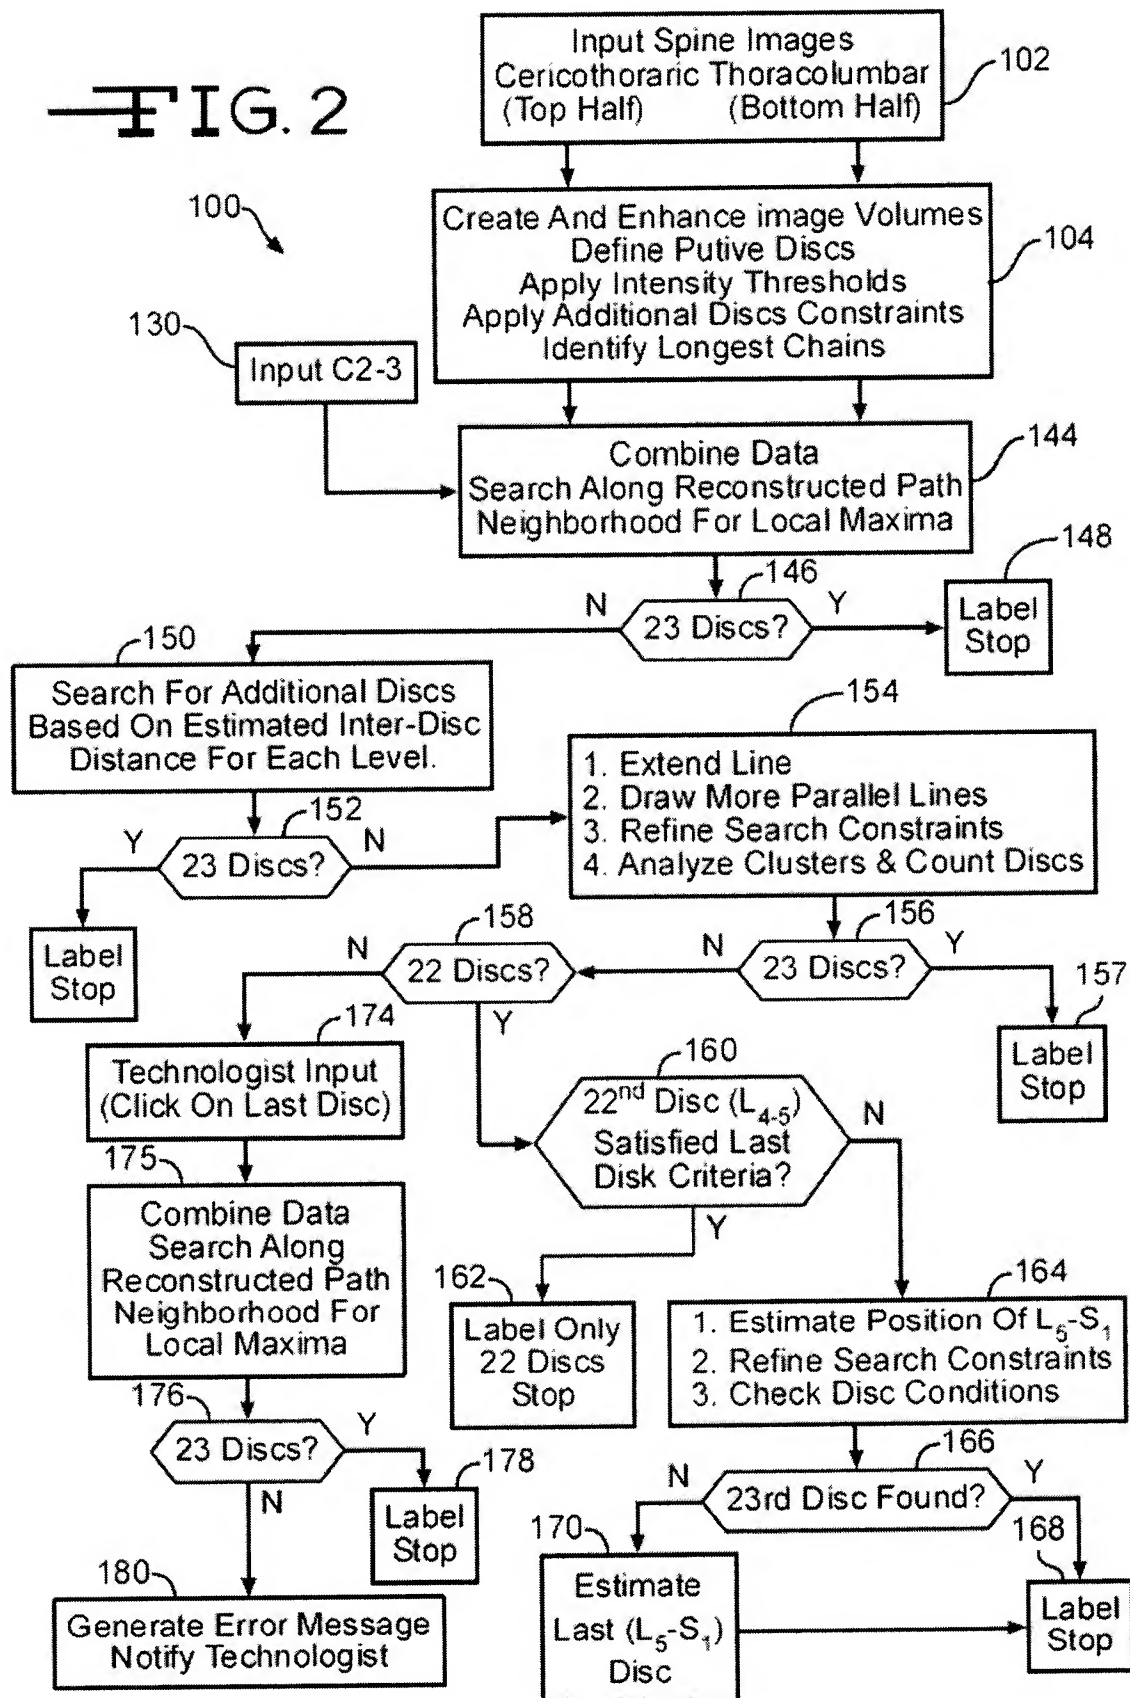 FIG. 2
100
Input Spine Images
Cericothoraric Thoracolumbar
(Top Half) (Bottom Half)
102
Create And Enhance image Volumes
Define Putive Discs
Apply Intensity Thresholds
Apply Additional Discs Constraints
Identify Longest Chains
104
130
Input C2-3
Combine Data
Search Along Reconstructed Path
Neighborhood For Local Maxima
144
146
N
23 Discs?
Y
148
Label
Stop
150
Search For Additional Discs
Based On Estimated Inter-Disc
Distance For Each Level.
152
Y
23 Discs?
N
Label
Stop
154
1. Extend Line
2. Draw More Parallel Lines
3. Refine Search Constraints
4. Analyze Clusters & Count Discs
156
N
23 Discs?
Y
157
Label
Stop
158
N
22 Discs?
Y
174
Technologist Input
(Click On Last Disc)
175
Combine Data
Search Along
Reconstructed Path
Neighborhood For
Local Maxima
176
23 Discs?
Y
N
178
Label
Stop
180
Generate Error Message
Notify Technologist
160
22nd Disc (L4-5)
Satisfied Last
Disk Criteria?
N
Y
162
Label Only
22 Discs
Stop
164
1. Estimate Position Of L5-S1
2. Refine Search Constraints
3. Check Disc Conditions
166
N
23rd Disc Found?
Y
168
Label
Stop
170
Estimate
Last (L5-S1)
Disc